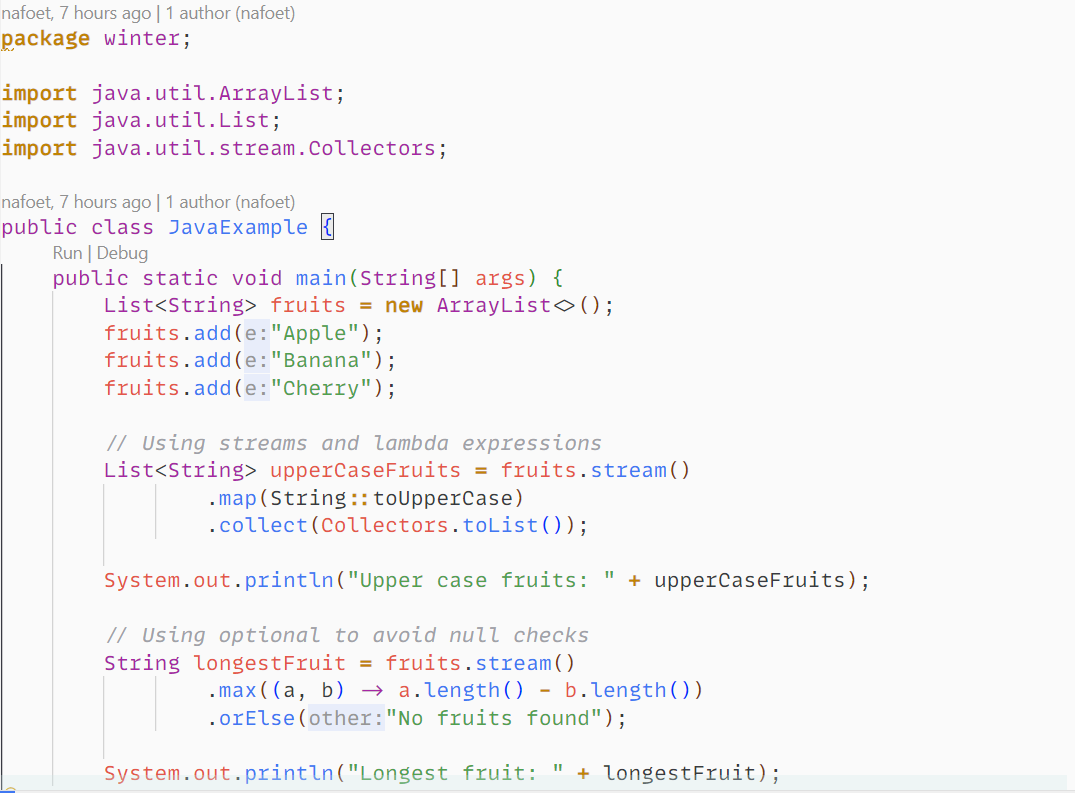 nafoet, 7 hours ago | 1 author (nafoet)
package winter;
import java.util.ArrayList;
import java.util.List;
import java.util.stream.Collectors;
nafoet, 7 hours ago | 1 author (nafoet)
public class JavaExample {
Run | Debug
public static void main(String[] args) {
List<String> fruits = new ArrayList<>();
fruits.add(e:"Apple");
fruits.add(e:"Banana");
fruits.add(e:"Cherry");
// Using streams and lambda expressions
List<String> upperCaseFruits = fruits.stream()
.map(String::toUpperCase)
.collect(Collectors.toList());
System.out.println("Upper case fruits: " + upperCaseFruits);
// Using optional to avoid null checks
String longestFruit = fruits.stream()
.max((a, b) -> a.length() - b.length())
.orElse(other:"No fruits found");
System.out.println("Longest fruit: " + longestFruit);